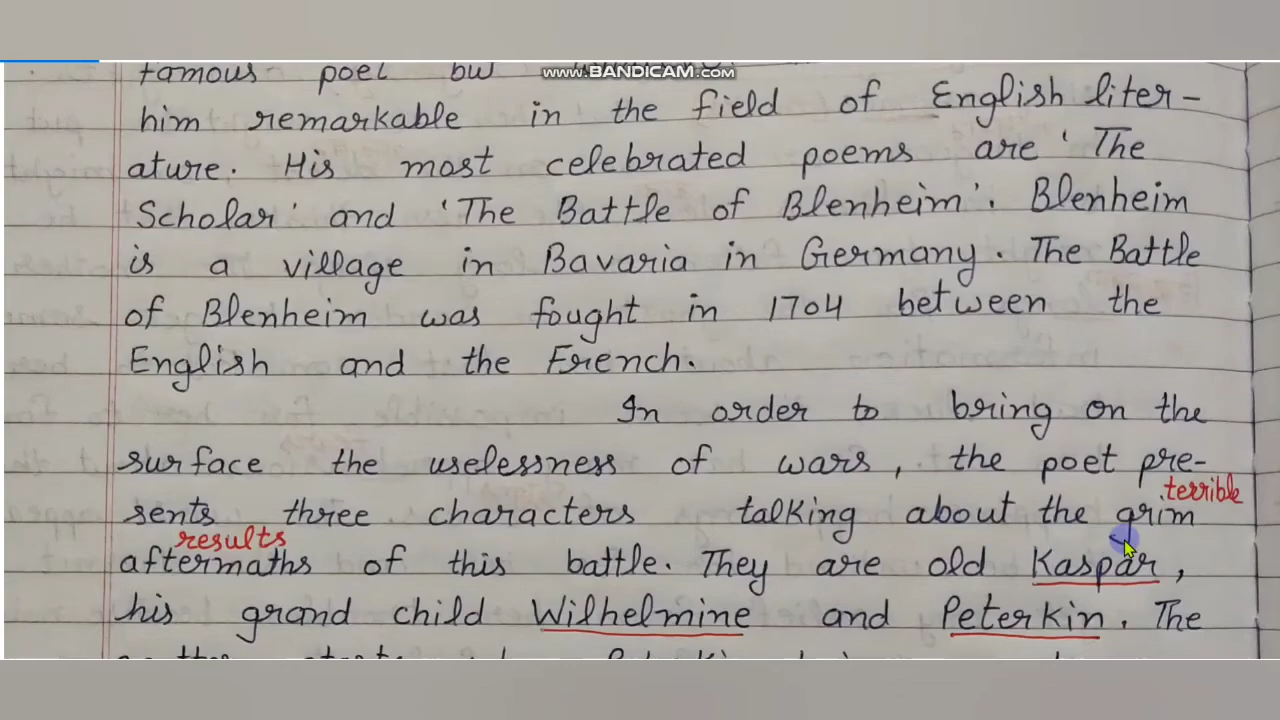 famous poet
www.BANDICAM.com
him remarkable in the field of English liter-
ature. His most celebrated poems are 'The
Scholar' and 'The Battle of Blenheim'. Blenheim
is a village in Bavaria in Germany. The Battle
of Blenheim was fought in 1704 between the
English and the French.
In order to bring on the
surface the uselessness of wars, the poet pre-
terrible
sents three characters talking about the grim
results
aftermaths of this battle. They are old Kaspar,
his grand child Wilhelmine and Peterkin. The